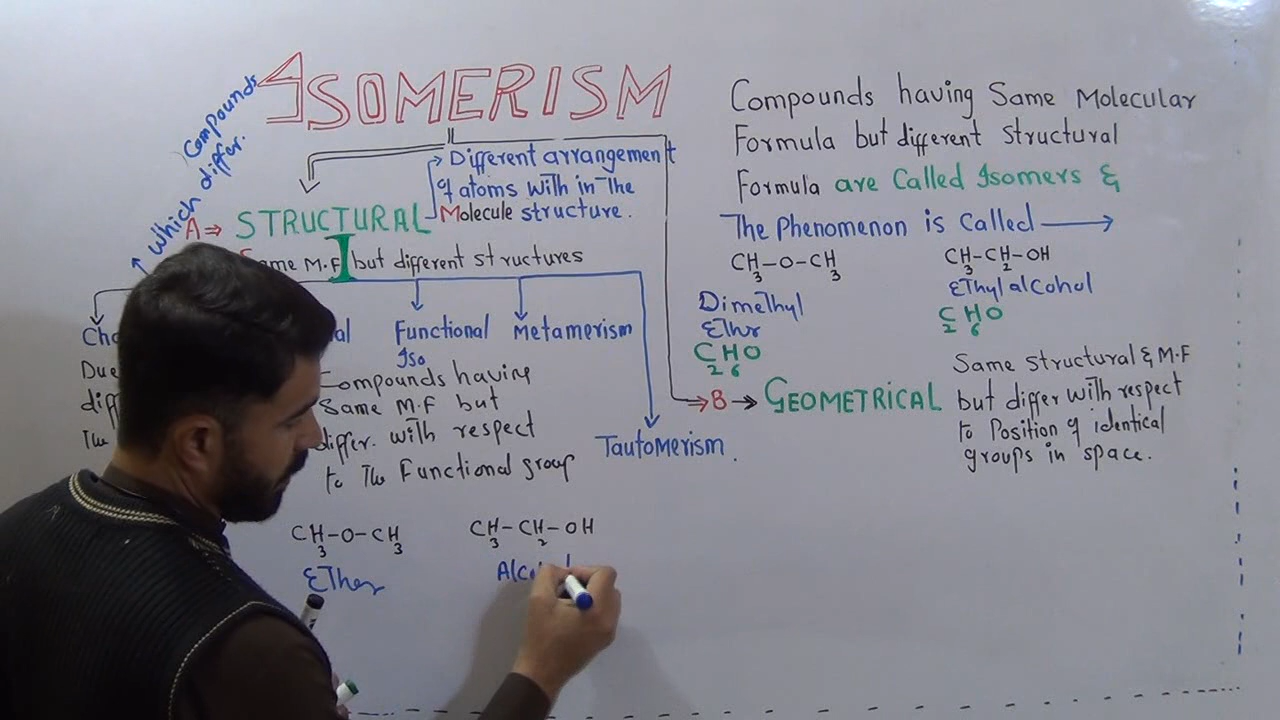 ISOMERISM
Compounds
Which differ.
Different arrangement
of atoms with in the
Molecule structure.
A ⇒ STRUCTURAL
Same M.F but different structures
Functional
Iso
Metamerism
Tautomerism.
Due
Compounds having
Same M.F but
differ. with respect
to The Functional group
CH3-O-CH3
Ether
CH3-CH2-OH
Compounds having Same Molecular
Formula but different Structural
Formula are Called Isomers &
The Phenomenon is Called →
CH3-O-CH3
Dimethyl
Ethr
C2H6O
CH3-CH2-OH
Ethyl alcohol
C2H6O
⇒ B → GEOMETRICAL
Same structural & M.F
but differ with respect
to Position of identical
groups in space.